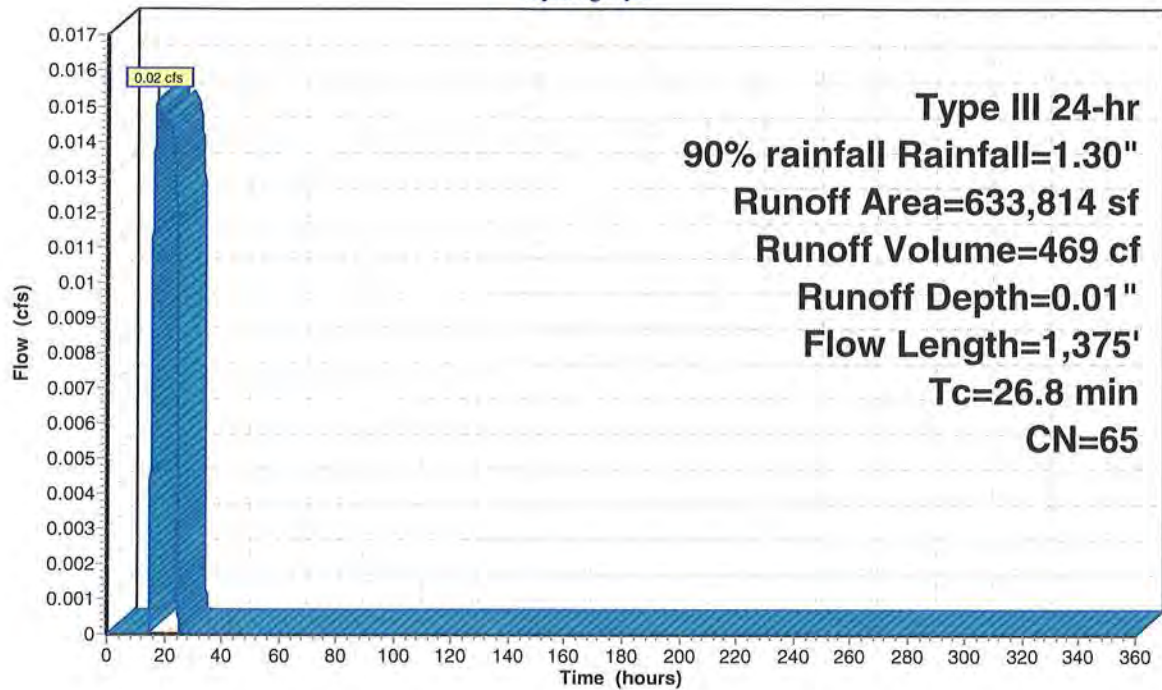 0.017
0.016
0.015
0.014
0.013
0.012
0.011
0.01
0.009
0.008
0.007
0.006
0.005
0.004
0.003
0.002
0.001
0
Flow (cfs)
0.02 cfs
Type III 24-hr
90% rainfall Rainfall=1.30"
Runoff Area=633,814 sf
Runoff Volume=469 cf
Runoff Depth=0.01"
Flow Length=1,375'
Tc=26.8 min
CN=65
0 20 40 60 80 100 120 140 160 180 200 220 240 260 280 300 320 340 360
Time (hours)